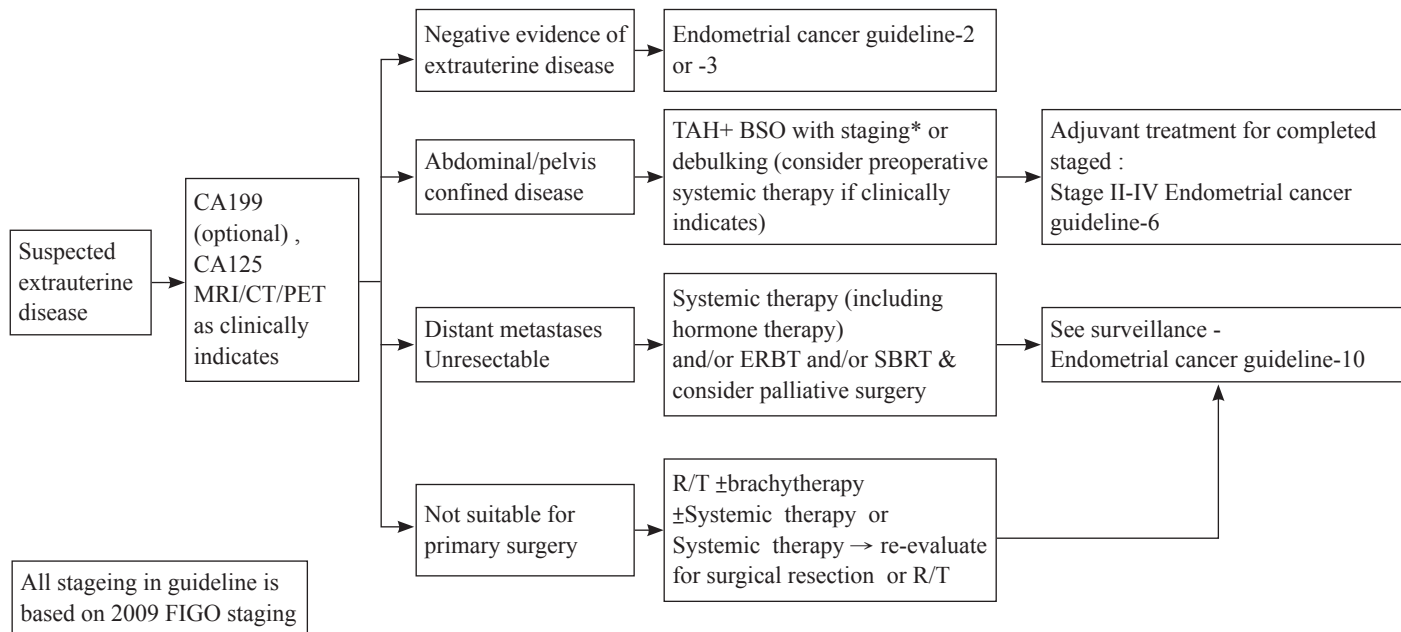 Suspected
extrauterine
disease
CA199
(optional) ,
CA125
MRI/CT/PET
as clinically
indicates
Negative evidence of
extrauterine disease
Endometrial cancer guideline-2
or -3
Abdominal/pelvis
confined disease
TAH+ BSO with staging* or
debulking (consider preoperative
systemic therapy if clinically
indicates)
Adjuvant treatment for completed
staged :
Stage II-IV Endometrial cancer
guideline-6
Distant metastases
Unresectable
Systemic therapy (including
hormone therapy)
and/or ERBT and/or SBRT &
consider palliative surgery
See surveillance -
Endometrial cancer guideline-10
Not suitable for
primary surgery
R/T ±brachytherapy
±Systemic therapy or
Systemic therapy → re-evaluate
for surgical resection or R/T
All stageing in guideline is
based on 2009 FIGO staging